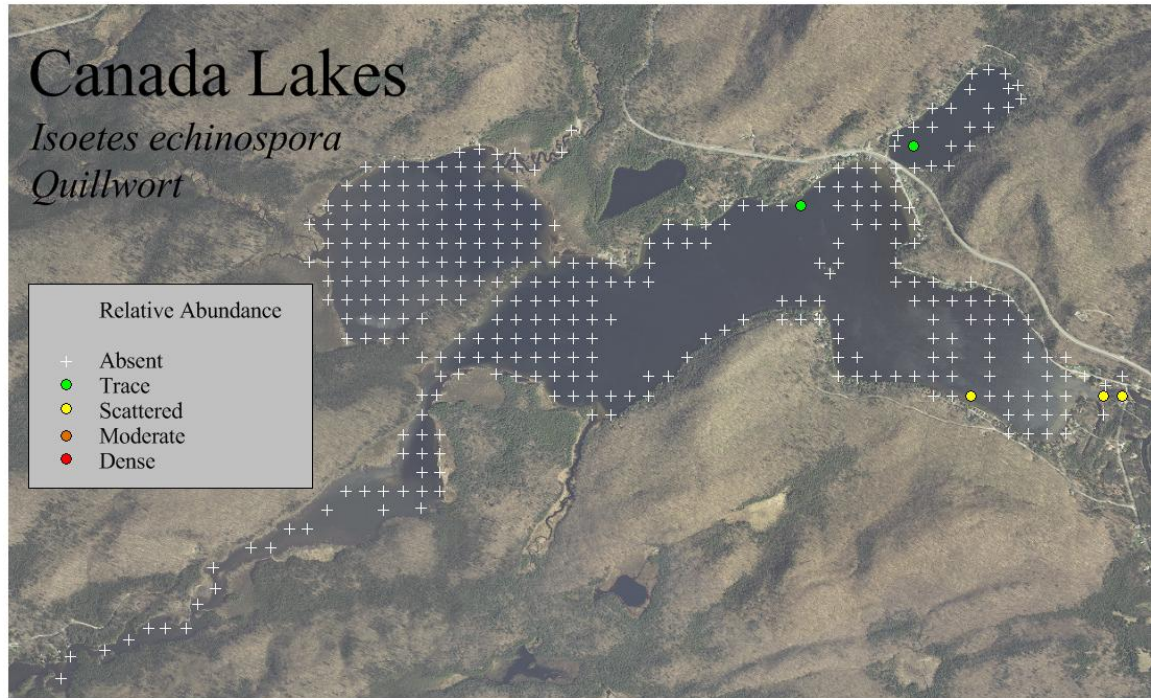 Canada Lakes
Isoetes echinospora
Quillwort
Relative Abundance
Absent
Trace
Scattered
Moderate
Dense